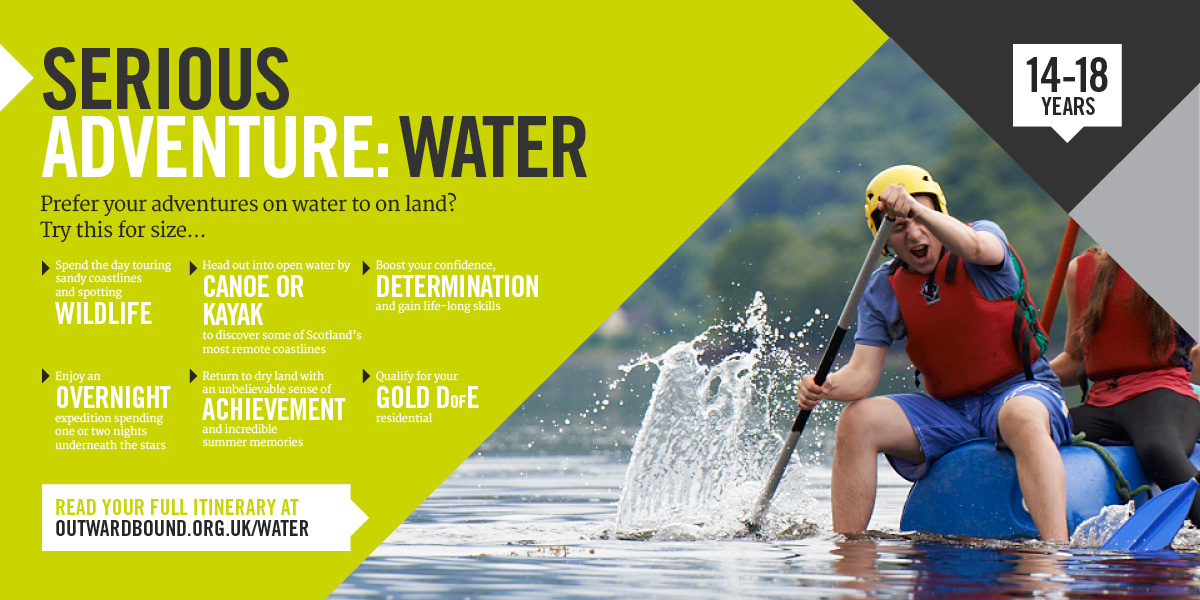 SERIOUS
ADVENTURE: WATER
Prefer your adventures on water to on land?
Try this for size...
Spend the day touring
sandy coastlines
and spotting
WILDLIFE
Head out into open water by
CANOE OR
KAYAK
to discover some of Scotland's
most remote coastlines
Boost your confidence,
DETERMINATION
and gain life-long skills
Enjoy an
OVERNIGHT
expedition spending
one or two nights
underneath the stars
Return to dry land with
an unbelievable sense of
ACHIEVEMENT
and incredible
summer memories
Qualify for your
GOLD DofE
residential
READ YOUR FULL ITINERARY AT
OUTWARDBOUND.ORG.UK/WATER
14-18
YEARS